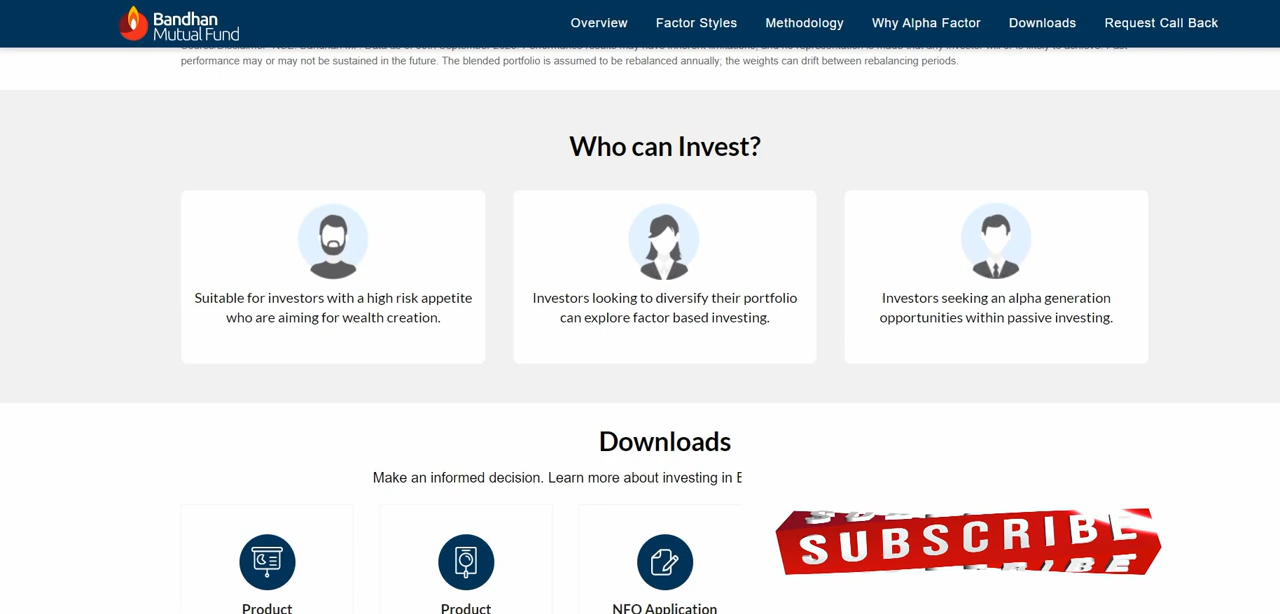 Bandhan
Mutual Fund
Overview
Factor Styles
Methodology
Why Alpha Factor
Downloads
Request Call Back
performance may or may not be sustained in the future. The blended portfolio is assumed to be rebalanced annually; the weights can drift between rebalancing periods.
Who can Invest?
Suitable for investors with a high risk appetite
who are aiming for wealth creation.
Investors looking to diversify their portfolio
can explore factor based investing.
Investors seeking an alpha generation
opportunities within passive investing.
Downloads
Make an informed decision. Learn more about investing in
SUBSCRIBE
Product
Product
NFO Application